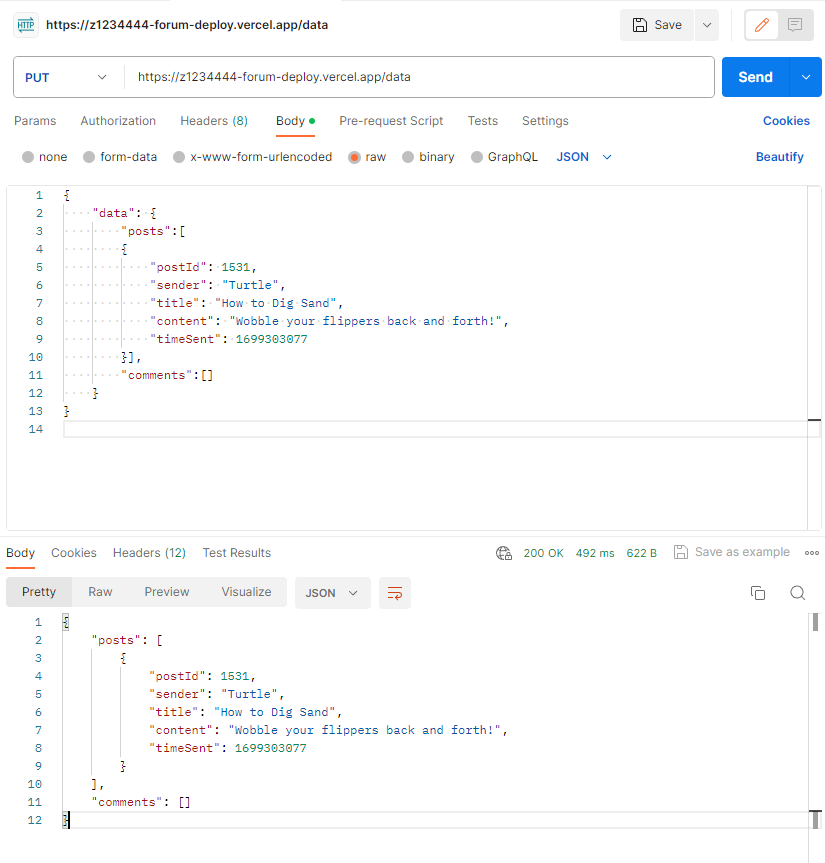 HTTP https://z1234444-forum-deploy.vercel.app/data Save
PUT https://z1234444-forum-deploy.vercel.app/data Send
Params Authorization Headers (8) Body Pre-request Script Tests Settings Cookies
none form-data x-www-form-urlencoded raw binary GraphQL JSON Beautify
1 {
2 "data": {
3 "posts":[
4 {
5 "postId": 1531,
6 "sender": "Turtle",
7 "title": "How to Dig Sand",
8 "content": "Wobble your flippers back and forth!",
9 "timeSent": 1699303077
10 }],
11 "comments":[]
12 }
13 }
14
Body Cookies Headers (12) Test Results 200 OK 492 ms 622 B Save as example
Pretty Raw Preview Visualize JSON
1 {
2 "posts": [
3 {
4 "postId": 1531,
5 "sender": "Turtle",
6 "title": "How to Dig Sand",
7 "content": "Wobble your flippers back and forth!",
8 "timeSent": 1699303077
9 }
10 ],
11 "comments": []
12 }